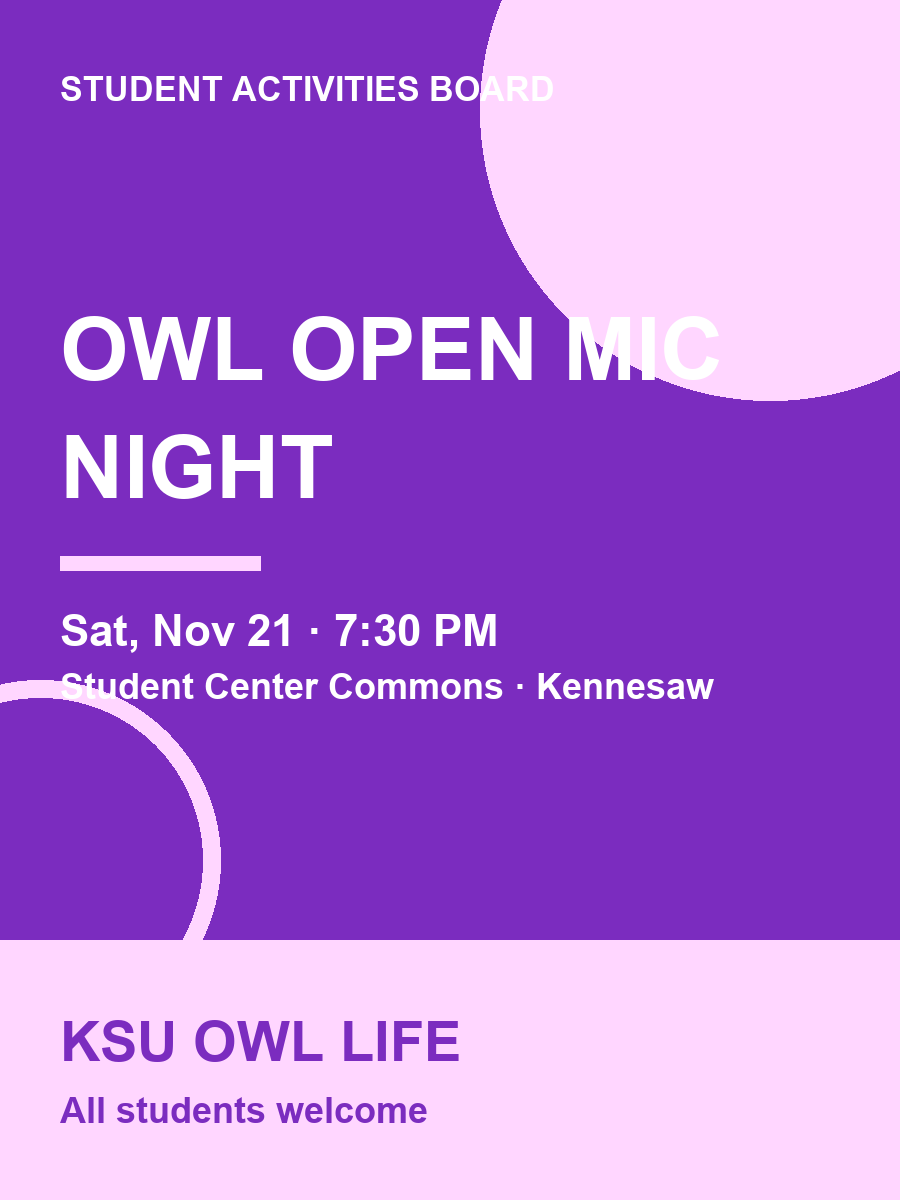 STUDENT ACTIVITIES BOARD
OWL OPEN MIC
NIGHT
Sat, Nov 21 · 7:30 PM
Student Center Commons · Kennesaw
KSU OWL LIFE
All students welcome